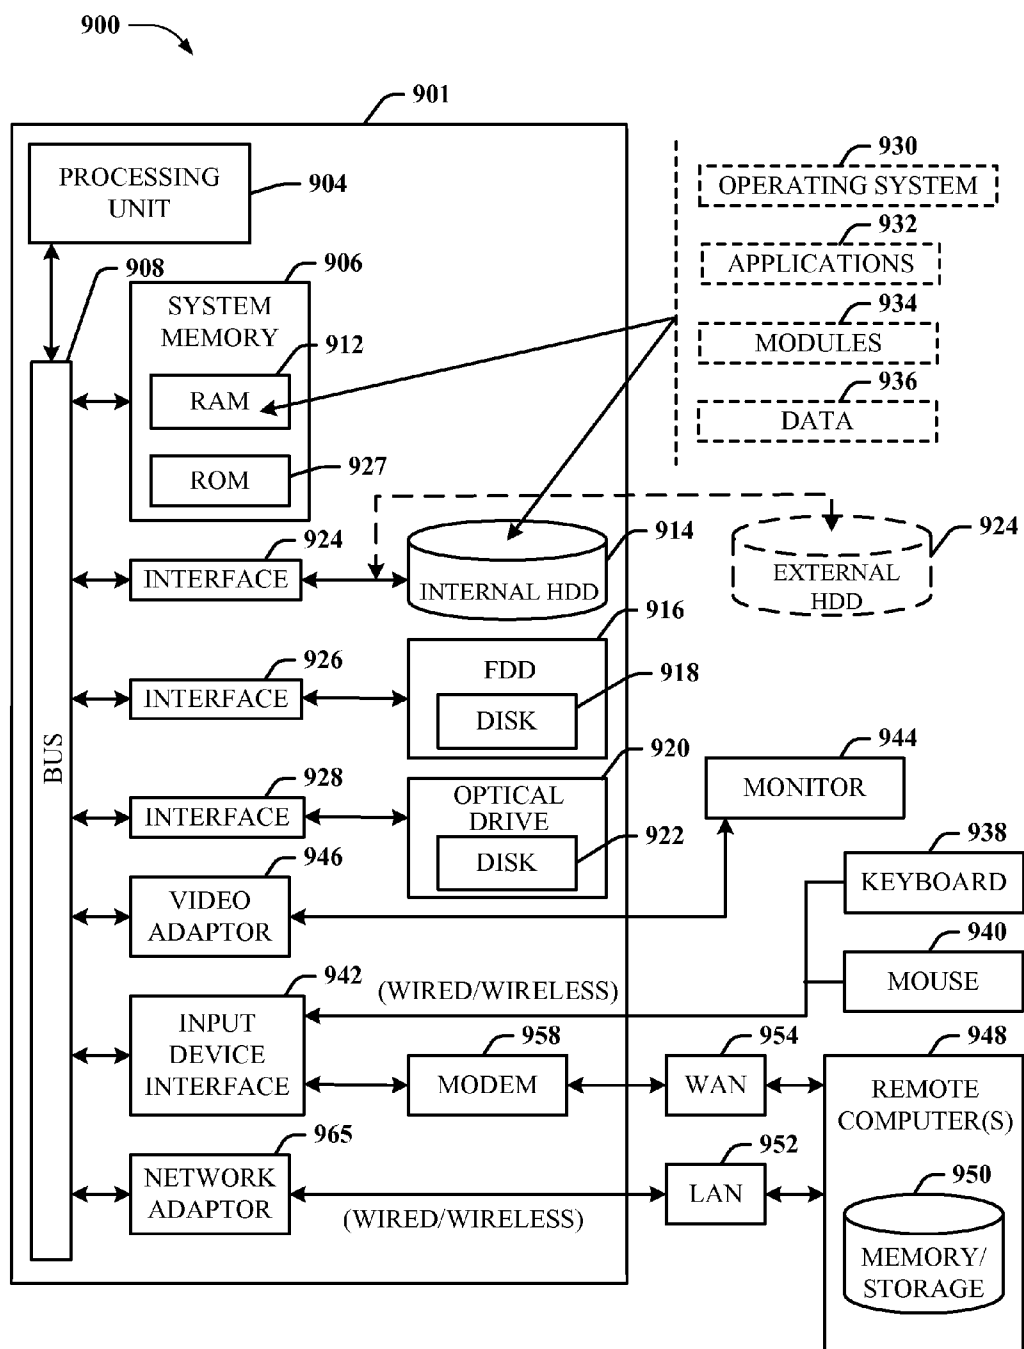 900
901
PROCESSING
UNIT
904
908
906
SYSTEM
MEMORY
912
RAM
ROM
927
930
OPERATING SYSTEM
932
APPLICATIONS
934
MODULES
936
DATA
924
INTERFACE
914
INTERNAL HDD
924
EXTERNAL
HDD
926
INTERFACE
916
FDD
918
DISK
BUS
928
INTERFACE
920
OPTICAL
DRIVE
922
DISK
944
MONITOR
946
VIDEO
ADAPTOR
938
KEYBOARD
940
MOUSE
942
(WIRED/WIRELESS)
INPUT
DEVICE
INTERFACE
958
MODEM
954
WAN
948
REMOTE
COMPUTER(S)
965
NETWORK
ADAPTOR
(WIRED/WIRELESS)
952
LAN
950
MEMORY/
STORAGE